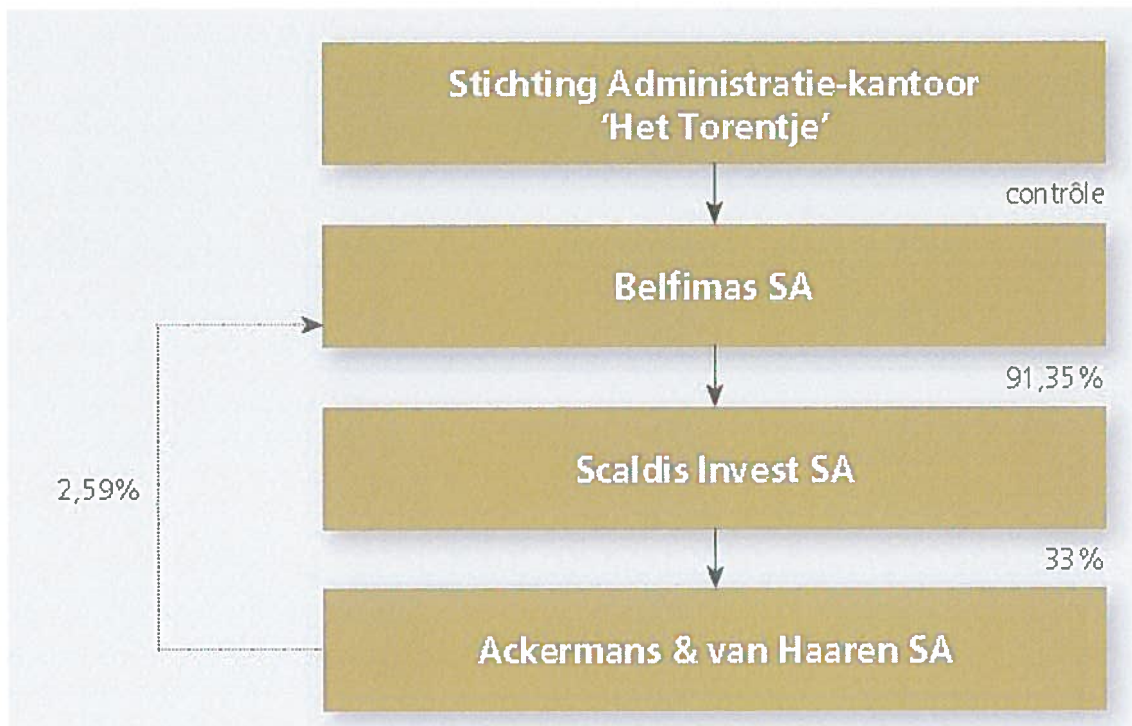 Stichting Administratie-kantoor
‘Het Torentje’
contrôle
Belfimas SA
91,35%
Scaldis Invest SA
2,59%
33%
Ackermans & van Haaren SA